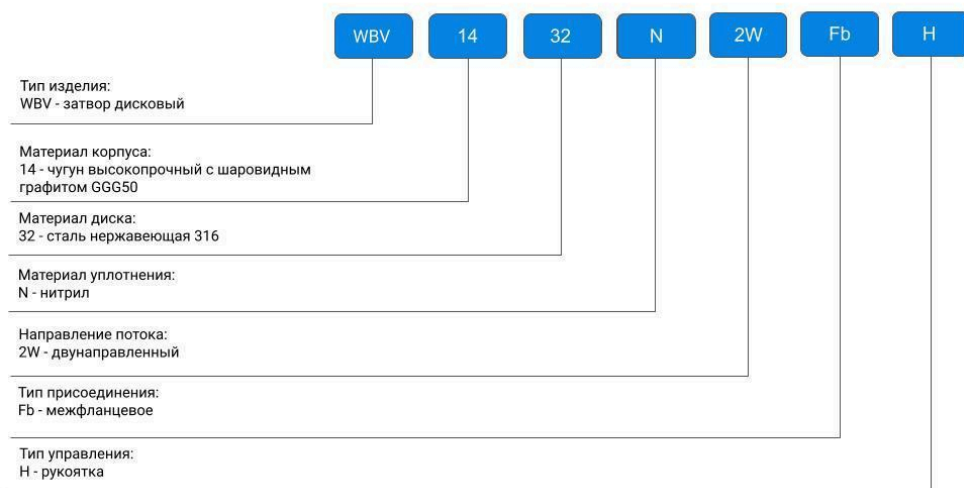 WBV 14 32 N 2W Fb H
Тип изделия:
WBV - затвор дисковый
Материал корпуса:
14 - чугун высокопрочный с шаровидным
графитом GGG50
Материал диска:
32 - сталь нержавеющая 316
Материал уплотнения:
N - нитрил
Направление потока:
2W - двунаправленный
Тип присоединения:
Fb - межфланцевое
Тип управления:
H - рукоятка